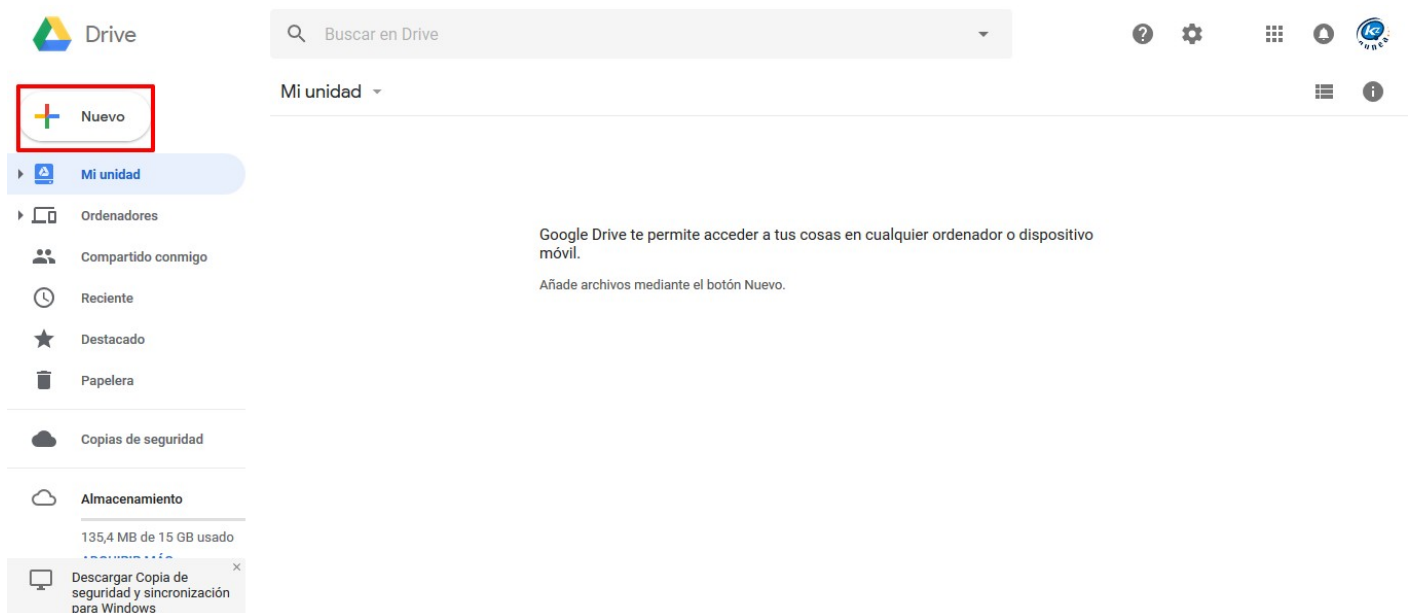 Drive
Buscar en Drive
Mi unidad
Nuevo
Mi unidad
Ordenadores
Compartido conmigo
Reciente
Destacado
Papelera
Copias de seguridad
Almacenamiento
135,4 MB de 15 GB usado
ADQUIRIR MÁS
Descargar Copia de
seguridad y sincronización
para Windows
Google Drive te permite acceder a tus cosas en cualquier ordenador o dispositivo
móvil.
Añade archivos mediante el botón Nuevo.